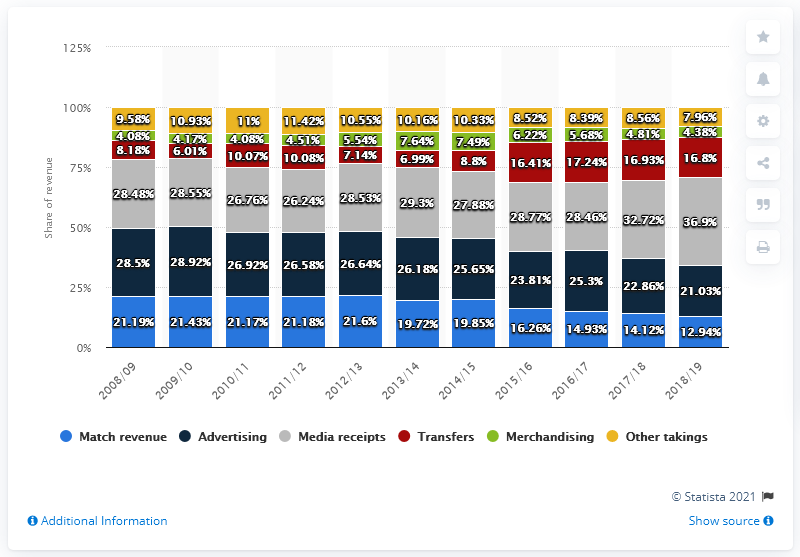 125%
100%
75%
50%
25%
0%
Share of revenue
9.58% 10.93% 11% 11.42% 10.55% 10.16% 10.33% 8.52% 8.39% 8.56% 7.96%
4.08% 4.17% 4.08% 4.51% 5.54% 7.64% 7.49% 6.22% 5.68% 4.81% 4.38%
8.18% 6.01% 10.07% 10.08% 7.14% 6.99% 8.8% 16.41% 17.24% 16.93% 16.8%
28.48% 28.55% 26.76% 26.24% 28.53% 29.3% 27.88% 28.77% 28.46% 32.72% 36.9%
28.5% 28.92% 26.92% 26.58% 26.64% 26.18% 25.65% 23.81% 25.3% 22.86% 21.03%
21.19% 21.43% 21.17% 21.18% 21.6% 19.72% 19.85% 16.26% 14.93% 14.12% 12.94%
2008/09 2009/10 2010/11 2011/12 2012/13 2013/14 2014/15 2015/16 2016/17 2017/18 2018/19
Match revenue Advertising Media receipts Transfers Merchandising Other takings
© Statista 2021
Additional Information Show source